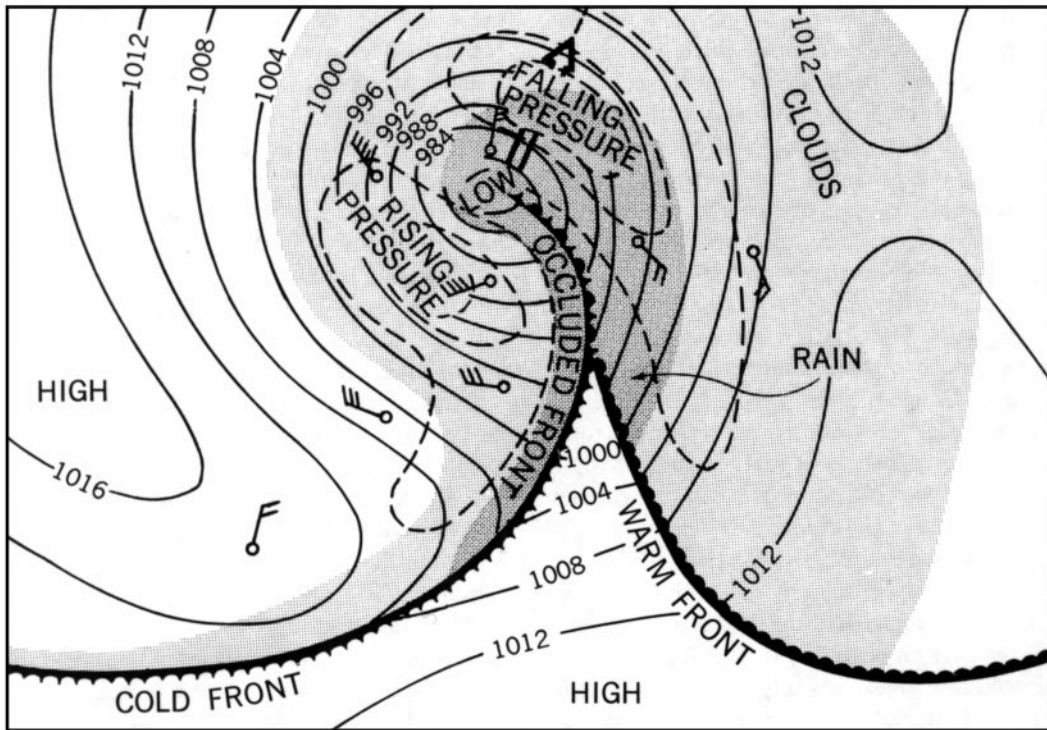 1012
1008
1004
1000
996
992
988
984
FALLING
PRESSURE
1012
CLOUDS
LOW
RISING
PRESSURE
OCCLUDED FRONT
HIGH
RAIN
1016
1000
1004
1008
1012
WARM FRONT
1012
COLD FRONT
HIGH